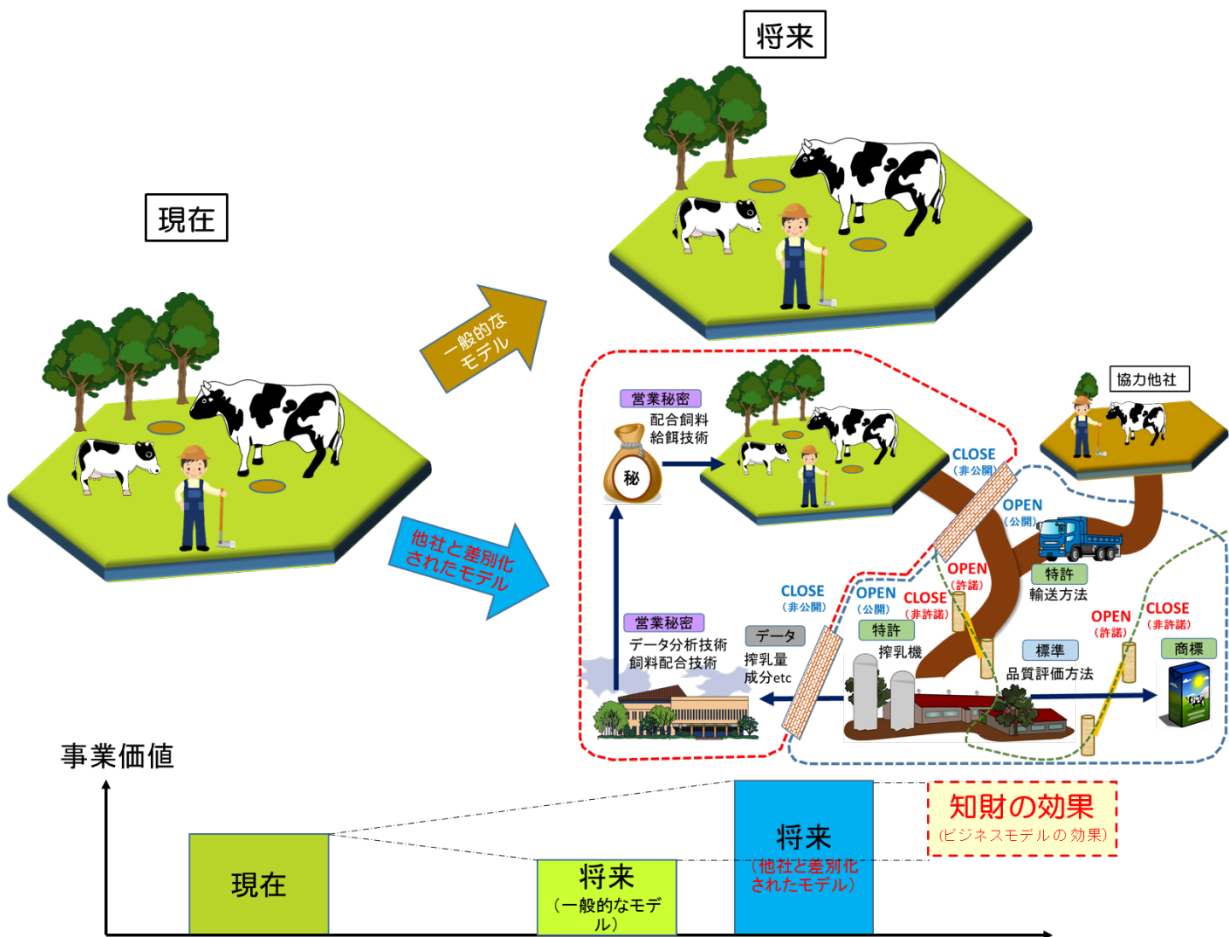 将来
現在
一般的な
モデル
他社と差別化
されたモデル
協力他社
営業秘密
配合飼料
給餌技術
秘
CLOSE
(非公開)
OPEN
(公開)
特許
輸送方法
OPEN
(許諾)
CLOSE
(非許諾)
CLOSE
(非公開)
OPEN
(公開)
OPEN
(許諾)
CLOSE
(非許諾)
営業秘密
データ分析技術
飼料配合技術
データ
搾乳量
成分etc
特許
搾乳機
標準
品質評価方法
商標
事業価値
現在
将来
(一般的なモデ
ル)
将来
(他社と差別化
されたモデル)
知財の効果
(ビジネスモデルの効果)